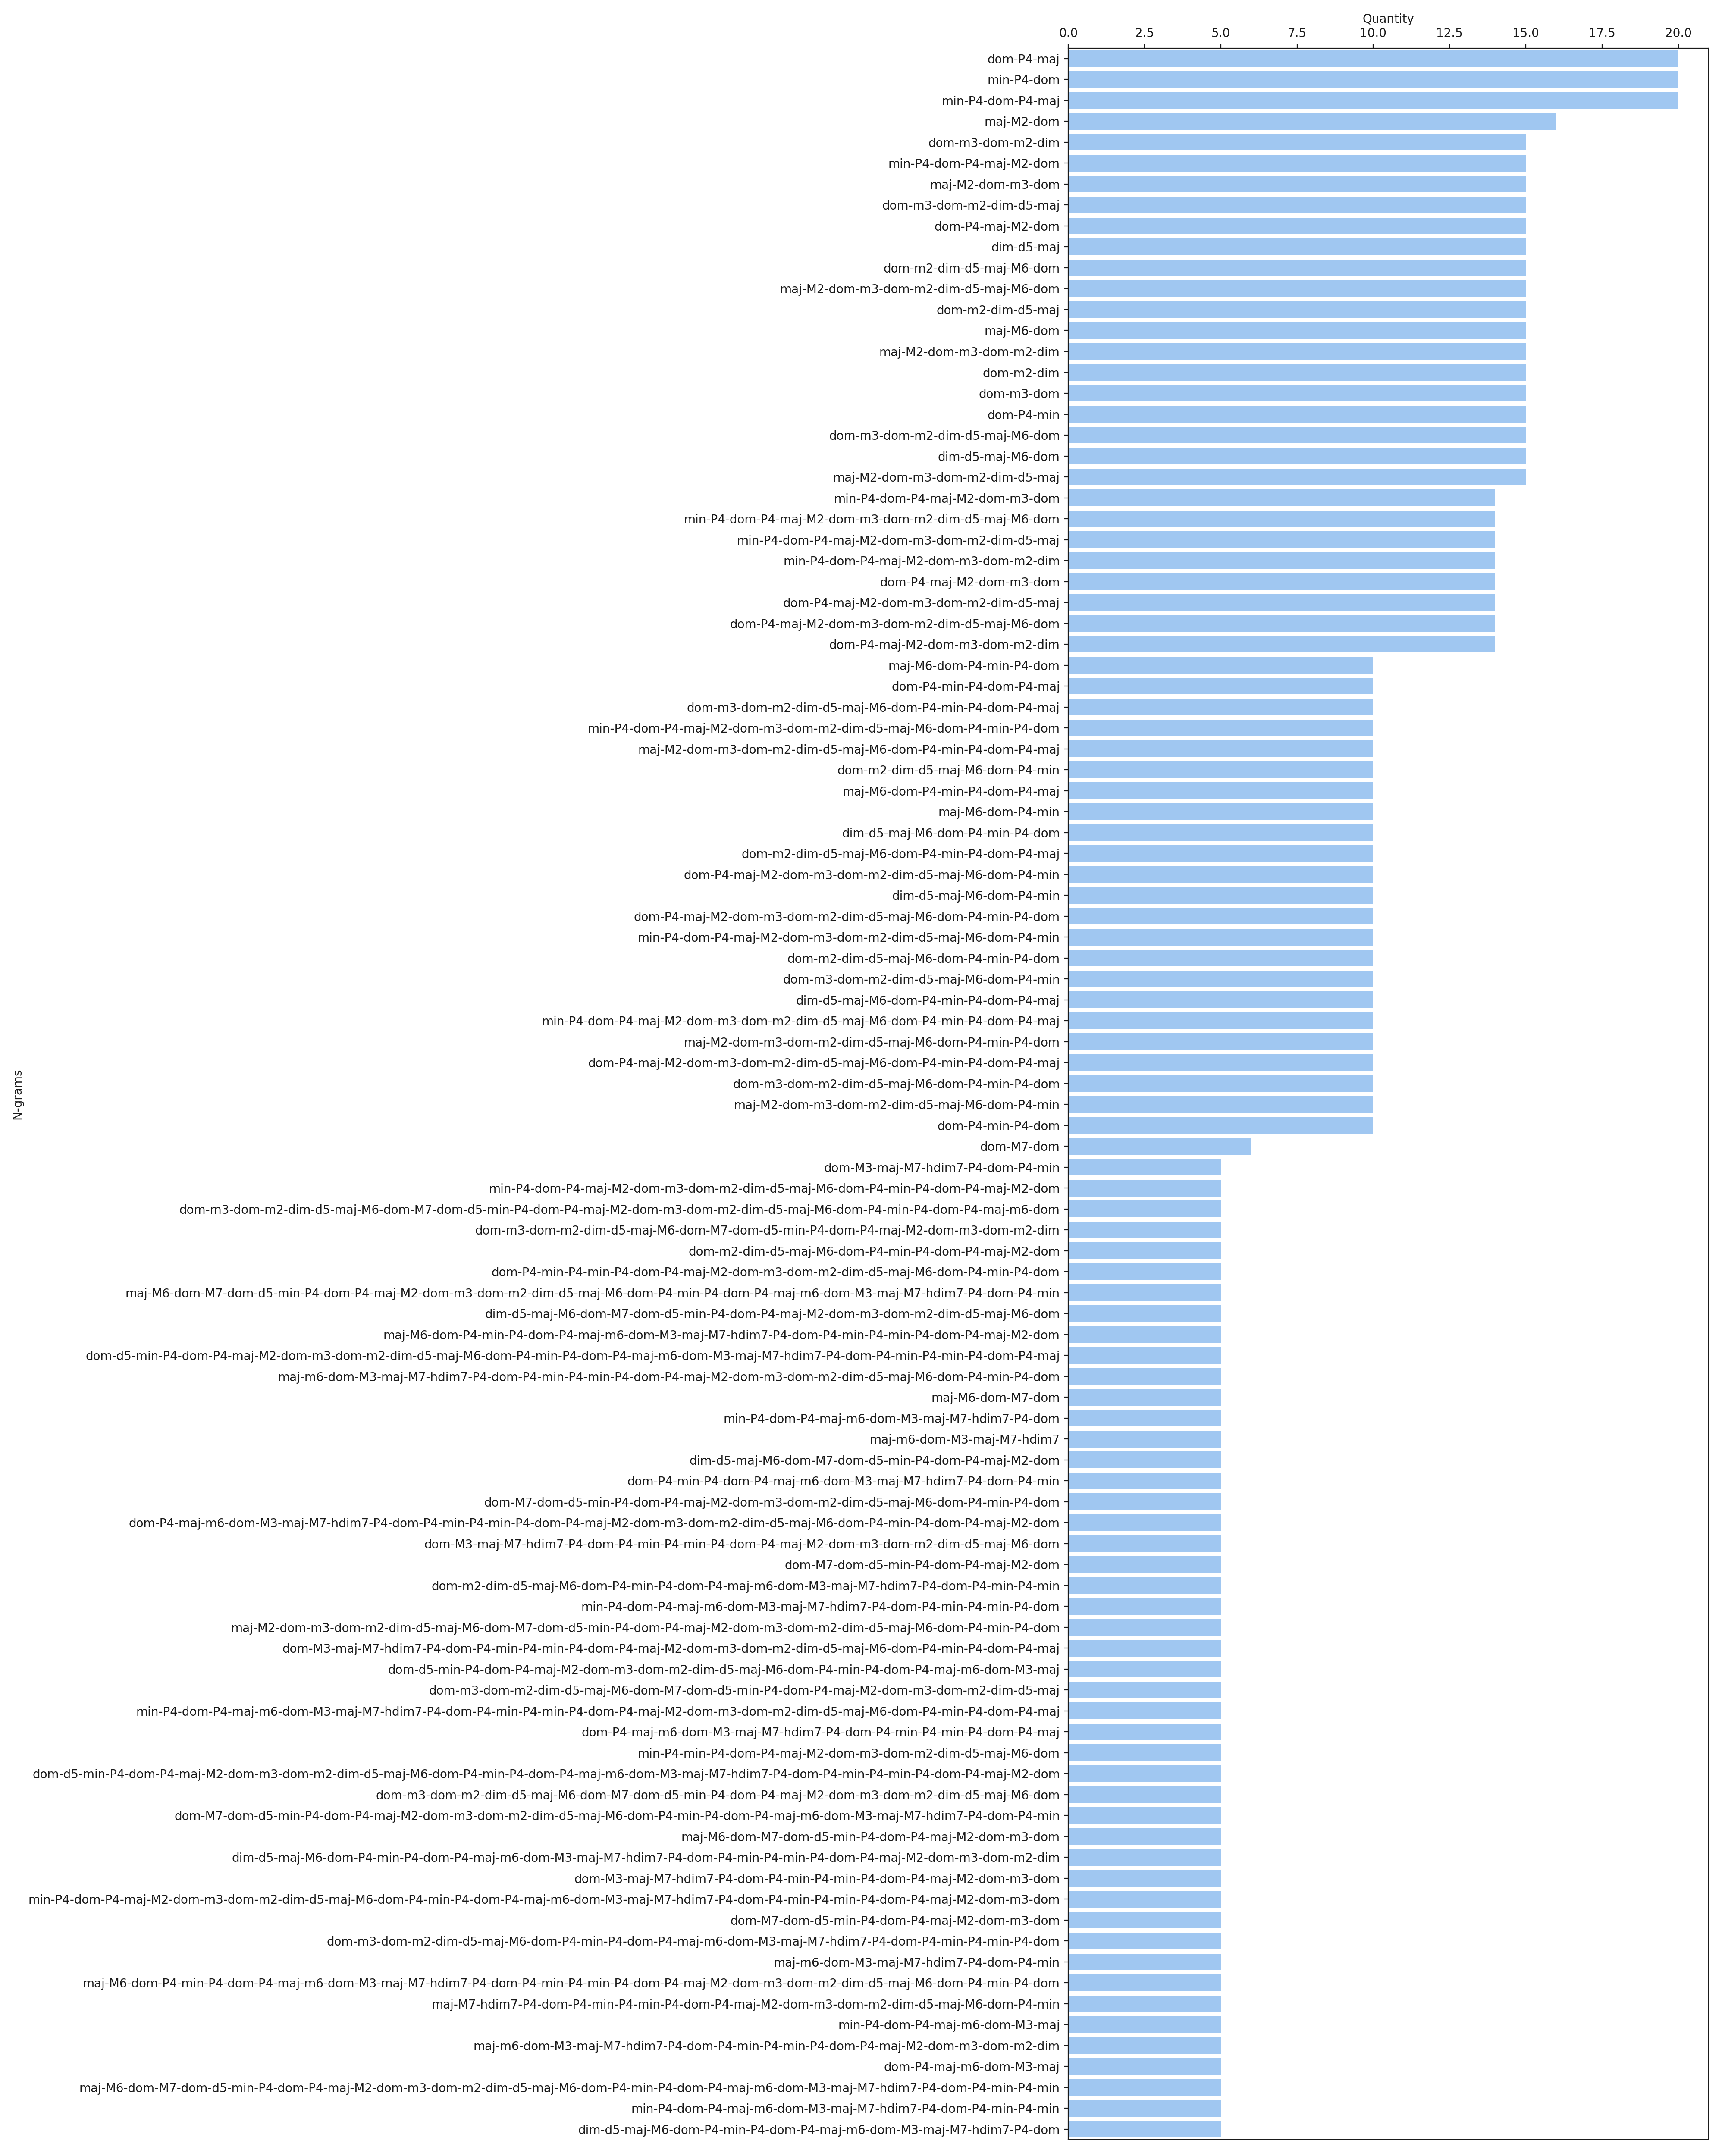 Quantity
0.0 2.5 5.0 7.5 10.0 12.5 15.0 17.5 20.0
dom-P4-maj
min-P4-dom
min-P4-dom-P4-maj
maj-M2-dom
dom-m3-dom-m2-dim
min-P4-dom-P4-maj-M2-dom
maj-M2-dom-m3-dom
dom-m3-dom-m2-dim-d5-maj
dom-P4-maj-M2-dom
dim-d5-maj
dom-m2-dim-d5-maj-M6-dom
maj-M2-dom-m3-dom-m2-dim-d5-maj-M6-dom
dom-m2-dim-d5-maj
maj-M6-dom
maj-M2-dom-m3-dom-m2-dim
dom-m2-dim
dom-m3-dom
dom-P4-min
dom-m3-dom-m2-dim-d5-maj-M6-dom
dim-d5-maj-M6-dom
maj-M2-dom-m3-dom-m2-dim-d5-maj
min-P4-dom-P4-maj-M2-dom-m3-dom
min-P4-dom-P4-maj-M2-dom-m3-dom-m2-dim-d5-maj-M6-dom
min-P4-dom-P4-maj-M2-dom-m3-dom-m2-dim-d5-maj
min-P4-dom-P4-maj-M2-dom-m3-dom-m2-dim
dom-P4-maj-M2-dom-m3-dom
dom-P4-maj-M2-dom-m3-dom-m2-dim-d5-maj
dom-P4-maj-M2-dom-m3-dom-m2-dim-d5-maj-M6-dom
dom-P4-maj-M2-dom-m3-dom-m2-dim
maj-M6-dom-P4-min-P4-dom
dom-P4-min-P4-dom-P4-maj
dom-m3-dom-m2-dim-d5-maj-M6-dom-P4-min-P4-dom-P4-maj
min-P4-dom-P4-maj-M2-dom-m3-dom-m2-dim-d5-maj-M6-dom-P4-min-P4-dom
maj-M2-dom-m3-dom-m2-dim-d5-maj-M6-dom-P4-min-P4-dom-P4-maj
dom-m2-dim-d5-maj-M6-dom-P4-min
maj-M6-dom-P4-min-P4-dom-P4-maj
maj-M6-dom-P4-min
dim-d5-maj-M6-dom-P4-min-P4-dom
dom-m2-dim-d5-maj-M6-dom-P4-min-P4-dom-P4-maj
dom-P4-maj-M2-dom-m3-dom-m2-dim-d5-maj-M6-dom-P4-min
dim-d5-maj-M6-dom-P4-min
dom-P4-maj-M2-dom-m3-dom-m2-dim-d5-maj-M6-dom-P4-min-P4-dom
min-P4-dom-P4-maj-M2-dom-m3-dom-m2-dim-d5-maj-M6-dom-P4-min
dom-m2-dim-d5-maj-M6-dom-P4-min-P4-dom
dom-m3-dom-m2-dim-d5-maj-M6-dom-P4-min
dim-d5-maj-M6-dom-P4-min-P4-dom-P4-maj
min-P4-dom-P4-maj-M2-dom-m3-dom-m2-dim-d5-maj-M6-dom-P4-min-P4-dom-P4-maj
maj-M2-dom-m3-dom-m2-dim-d5-maj-M6-dom-P4-min-P4-dom
dom-P4-maj-M2-dom-m3-dom-m2-dim-d5-maj-M6-dom-P4-min-P4-dom-P4-maj
dom-m3-dom-m2-dim-d5-maj-M6-dom-P4-min-P4-dom
maj-M2-dom-m3-dom-m2-dim-d5-maj-M6-dom-P4-min
dom-P4-min-P4-dom
dom-M7-dom
dom-M3-maj-M7-hdim7-P4-dom-P4-min
min-P4-dom-P4-maj-M2-dom-m3-dom-m2-dim-d5-maj-M6-dom-P4-min-P4-dom-P4-maj-M2-dom
dom-m3-dom-m2-dim-d5-maj-M6-dom-M7-dom-d5-min-P4-dom-P4-maj-M2-dom-m3-dom-m2-dim-d5-maj-M6-dom-P4-min-P4-dom-P4-maj-m6-dom
dom-m3-dom-m2-dim-d5-maj-M6-dom-M7-dom-d5-min-P4-dom-P4-maj-M2-dom-m3-dom-m2-dim
dom-m2-dim-d5-maj-M6-dom-P4-min-P4-dom-P4-maj-M2-dom
dom-P4-min-P4-min-P4-dom-P4-maj-M2-dom-m3-dom-m2-dim-d5-maj-M6-dom-P4-min-P4-dom
maj-M6-dom-M7-dom-d5-min-P4-dom-P4-maj-M2-dom-m3-dom-m2-dim-d5-maj-M6-dom-P4-min-P4-dom-P4-maj-m6-dom-M3-maj-M7-hdim7-P4-dom-P4-min
dim-d5-maj-M6-dom-M7-dom-d5-min-P4-dom-P4-maj-M2-dom-m3-dom-m2-dim-d5-maj-M6-dom
maj-M6-dom-P4-min-P4-dom-P4-maj-m6-dom-M3-maj-M7-hdim7-P4-dom-P4-min-P4-min-P4-dom-P4-maj-M2-dom
dom-d5-min-P4-dom-P4-maj-M2-dom-m3-dom-m2-dim-d5-maj-M6-dom-P4-min-P4-dom-P4-maj-m6-dom-M3-maj-M7-hdim7-P4-dom-P4-min-P4-min-P4-dom-P4-maj
maj-m6-dom-M3-maj-M7-hdim7-P4-dom-P4-min-P4-min-P4-dom-P4-maj-M2-dom-m3-dom-m2-dim-d5-maj-M6-dom-P4-min-P4-dom
maj-M6-dom-M7-dom
min-P4-dom-P4-maj-m6-dom-M3-maj-M7-hdim7-P4-dom
maj-m6-dom-M3-maj-M7-hdim7
dim-d5-maj-M6-dom-M7-dom-d5-min-P4-dom-P4-maj-M2-dom
dom-P4-min-P4-dom-P4-maj-m6-dom-M3-maj-M7-hdim7-P4-dom-P4-min
dom-M7-dom-d5-min-P4-dom-P4-maj-M2-dom-m3-dom-m2-dim-d5-maj-M6-dom-P4-min-P4-dom
dom-P4-maj-m6-dom-M3-maj-M7-hdim7-P4-dom-P4-min-P4-min-P4-dom-P4-maj-M2-dom-m3-dom-m2-dim-d5-maj-M6-dom-P4-min-P4-dom-P4-maj-M2-dom
dom-M3-maj-M7-hdim7-P4-dom-P4-min-P4-min-P4-dom-P4-maj-M2-dom-m3-dom-m2-dim-d5-maj-M6-dom
dom-M7-dom-d5-min-P4-dom-P4-maj-M2-dom
dom-m2-dim-d5-maj-M6-dom-P4-min-P4-dom-P4-maj-m6-dom-M3-maj-M7-hdim7-P4-dom-P4-min-P4-min
min-P4-dom-P4-maj-m6-dom-M3-maj-M7-hdim7-P4-dom-P4-min-P4-min-P4-dom
maj-M2-dom-m3-dom-m2-dim-d5-maj-M6-dom-M7-dom-d5-min-P4-dom-P4-maj-M2-dom-m3-dom-m2-dim-d5-maj-M6-dom-P4-min-P4-dom
dom-M3-maj-M7-hdim7-P4-dom-P4-min-P4-min-P4-dom-P4-maj-M2-dom-m3-dom-m2-dim-d5-maj-M6-dom-P4-min-P4-dom-P4-maj
dom-d5-min-P4-dom-P4-maj-M2-dom-m3-dom-m2-dim-d5-maj-M6-dom-P4-min-P4-dom-P4-maj-m6-dom-M3-maj
dom-m3-dom-m2-dim-d5-maj-M6-dom-M7-dom-d5-min-P4-dom-P4-maj-M2-dom-m3-dom-m2-dim-d5-maj
min-P4-dom-P4-maj-m6-dom-M3-maj-M7-hdim7-P4-dom-P4-min-P4-min-P4-dom-P4-maj-M2-dom-m3-dom-m2-dim-d5-maj-M6-dom-P4-min-P4-dom-P4-maj
dom-P4-maj-m6-dom-M3-maj-M7-hdim7-P4-dom-P4-min-P4-min-P4-dom-P4-maj
min-P4-min-P4-dom-P4-maj-M2-dom-m3-dom-m2-dim-d5-maj-M6-dom
dom-d5-min-P4-dom-P4-maj-M2-dom-m3-dom-m2-dim-d5-maj-M6-dom-P4-min-P4-dom-P4-maj-m6-dom-M3-maj-M7-hdim7-P4-dom-P4-min-P4-min-P4-dom-P4-maj-M2-dom
dom-m3-dom-m2-dim-d5-maj-M6-dom-M7-dom-d5-min-P4-dom-P4-maj-M2-dom-m3-dom-m2-dim-d5-maj-M6-dom
dom-M7-dom-d5-min-P4-dom-P4-maj-M2-dom-m3-dom-m2-dim-d5-maj-M6-dom-P4-min-P4-dom-P4-maj-m6-dom-M3-maj-M7-hdim7-P4-dom-P4-min
maj-M6-dom-M7-dom-d5-min-P4-dom-P4-maj-M2-dom-m3-dom
dim-d5-maj-M6-dom-P4-min-P4-dom-P4-maj-m6-dom-M3-maj-M7-hdim7-P4-dom-P4-min-P4-min-P4-dom-P4-maj-M2-dom-m3-dom-m2-dim
dom-M3-maj-M7-hdim7-P4-dom-P4-min-P4-min-P4-dom-P4-maj-M2-dom-m3-dom
min-P4-dom-P4-maj-M2-dom-m3-dom-m2-dim-d5-maj-M6-dom-P4-min-P4-dom-P4-maj-m6-dom-M3-maj-M7-hdim7-P4-dom-P4-min-P4-min-P4-dom-P4-maj-M2-dom-m3-dom
dom-M7-dom-d5-min-P4-dom-P4-maj-M2-dom-m3-dom
dom-m3-dom-m2-dim-d5-maj-M6-dom-P4-min-P4-dom-P4-maj-m6-dom-M3-maj-M7-hdim7-P4-dom-P4-min-P4-min-P4-dom
maj-m6-dom-M3-maj-M7-hdim7-P4-dom-P4-min
maj-M6-dom-P4-min-P4-dom-P4-maj-m6-dom-M3-maj-M7-hdim7-P4-dom-P4-min-P4-min-P4-dom-P4-maj-M2-dom-m3-dom-m2-dim-d5-maj-M6-dom-P4-min-P4-dom
maj-M7-hdim7-P4-dom-P4-min-P4-min-P4-dom-P4-maj-M2-dom-m3-dom-m2-dim-d5-maj-M6-dom-P4-min
min-P4-dom-P4-maj-m6-dom-M3-maj
maj-m6-dom-M3-maj-M7-hdim7-P4-dom-P4-min-P4-min-P4-dom-P4-maj-M2-dom-m3-dom-m2-dim
dom-P4-maj-m6-dom-M3-maj
maj-M6-dom-M7-dom-d5-min-P4-dom-P4-maj-M2-dom-m3-dom-m2-dim-d5-maj-M6-dom-P4-min-P4-dom-P4-maj-m6-dom-M3-maj-M7-hdim7-P4-dom-P4-min-P4-min
min-P4-dom-P4-maj-m6-dom-M3-maj-M7-hdim7-P4-dom-P4-min-P4-min
dim-d5-maj-M6-dom-P4-min-P4-dom-P4-maj-m6-dom-M3-maj-M7-hdim7-P4-dom
N-grams